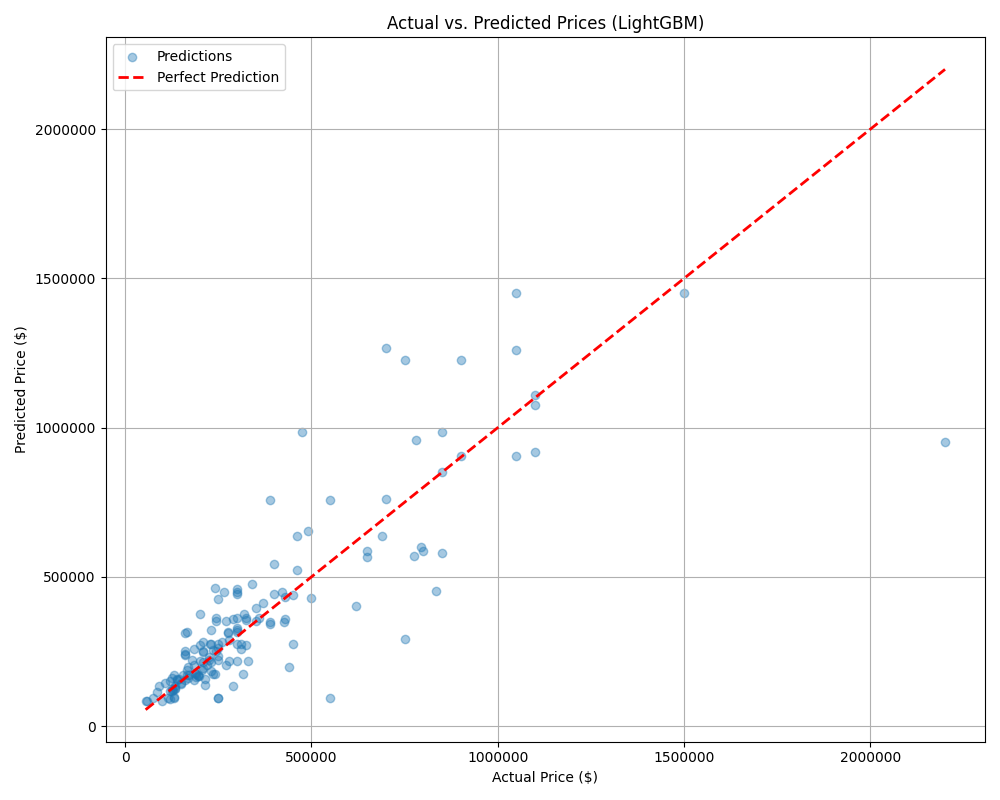 Actual vs. Predicted Prices (LightGBM)
Predictions
Perfect Prediction
2000000
1500000
1000000
500000
0
Predicted Price ($)
0 500000 1000000 1500000 2000000
Actual Price ($)